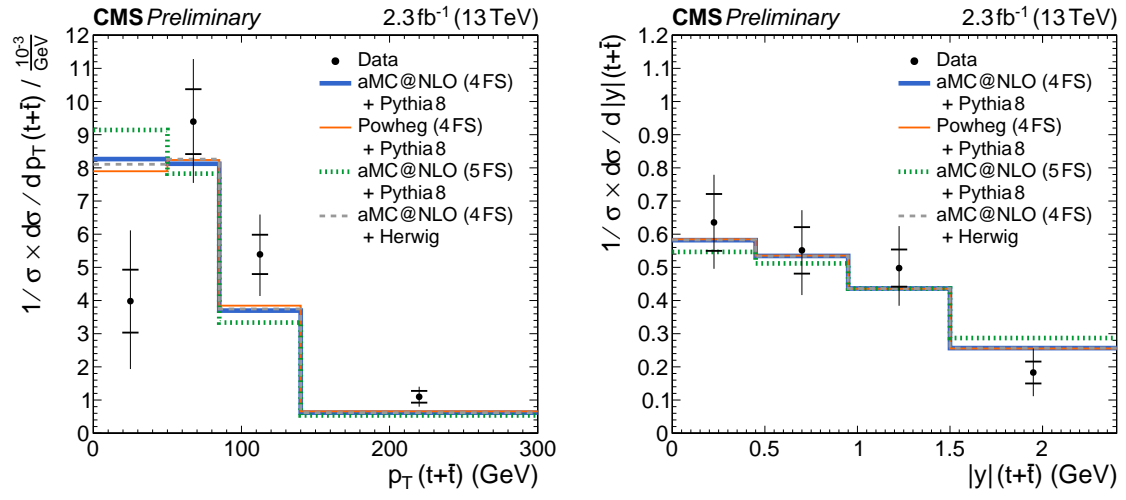 CMS Preliminary 2.3 fb⁻¹ (13 TeV)
1/ σ × dσ / d p_T (t+t̄) / 10⁻³/GeV
12
11
10
9
8
7
6
5
4
3
2
1
0
Data
aMC@NLO (4FS)
+ Pythia 8
Powheg (4FS)
+ Pythia 8
aMC@NLO (5FS)
+ Pythia 8
aMC@NLO (4FS)
+ Herwig
0 100 200 300
p_T (t+t̄) (GeV)
CMS Preliminary 2.3 fb⁻¹ (13 TeV)
1/ σ × dσ / d |y| (t+t̄)
1.2
1.1
1
0.9
0.8
0.7
0.6
0.5
0.4
0.3
0.2
0.1
0
Data
aMC@NLO (4FS)
+ Pythia 8
Powheg (4FS)
+ Pythia 8
aMC@NLO (5FS)
+ Pythia 8
aMC@NLO (4FS)
+ Herwig
0 0.5 1 1.5 2
|y| (t+t̄) (GeV)